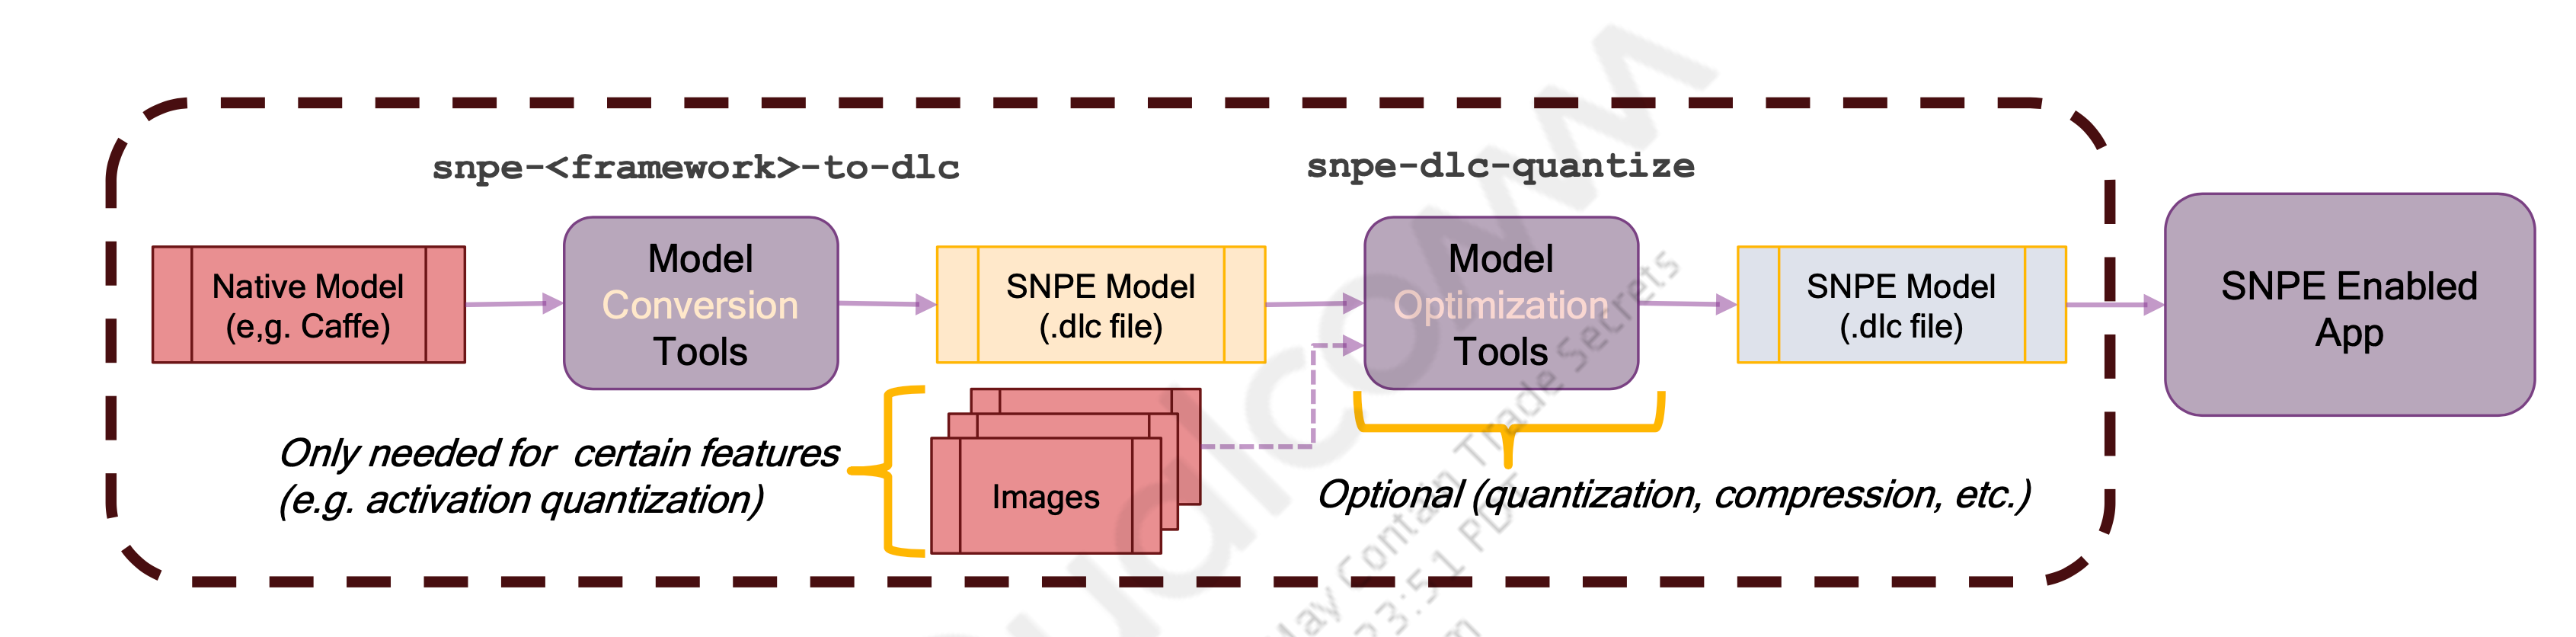 snpe-<framework>-to-dlc
snpe-dlc-quantize
Native Model
(e,g. Caffe)
Model
Conversion
Tools
SNPE Model
(.dlc file)
Model
Optimization
Tools
SNPE Model
(.dlc file)
SNPE Enabled
App
Only needed for certain features
(e.g. activation quantization)
Images
Optional (quantization, compression, etc.)
May Contain Trade Secrets
23:51 PDT